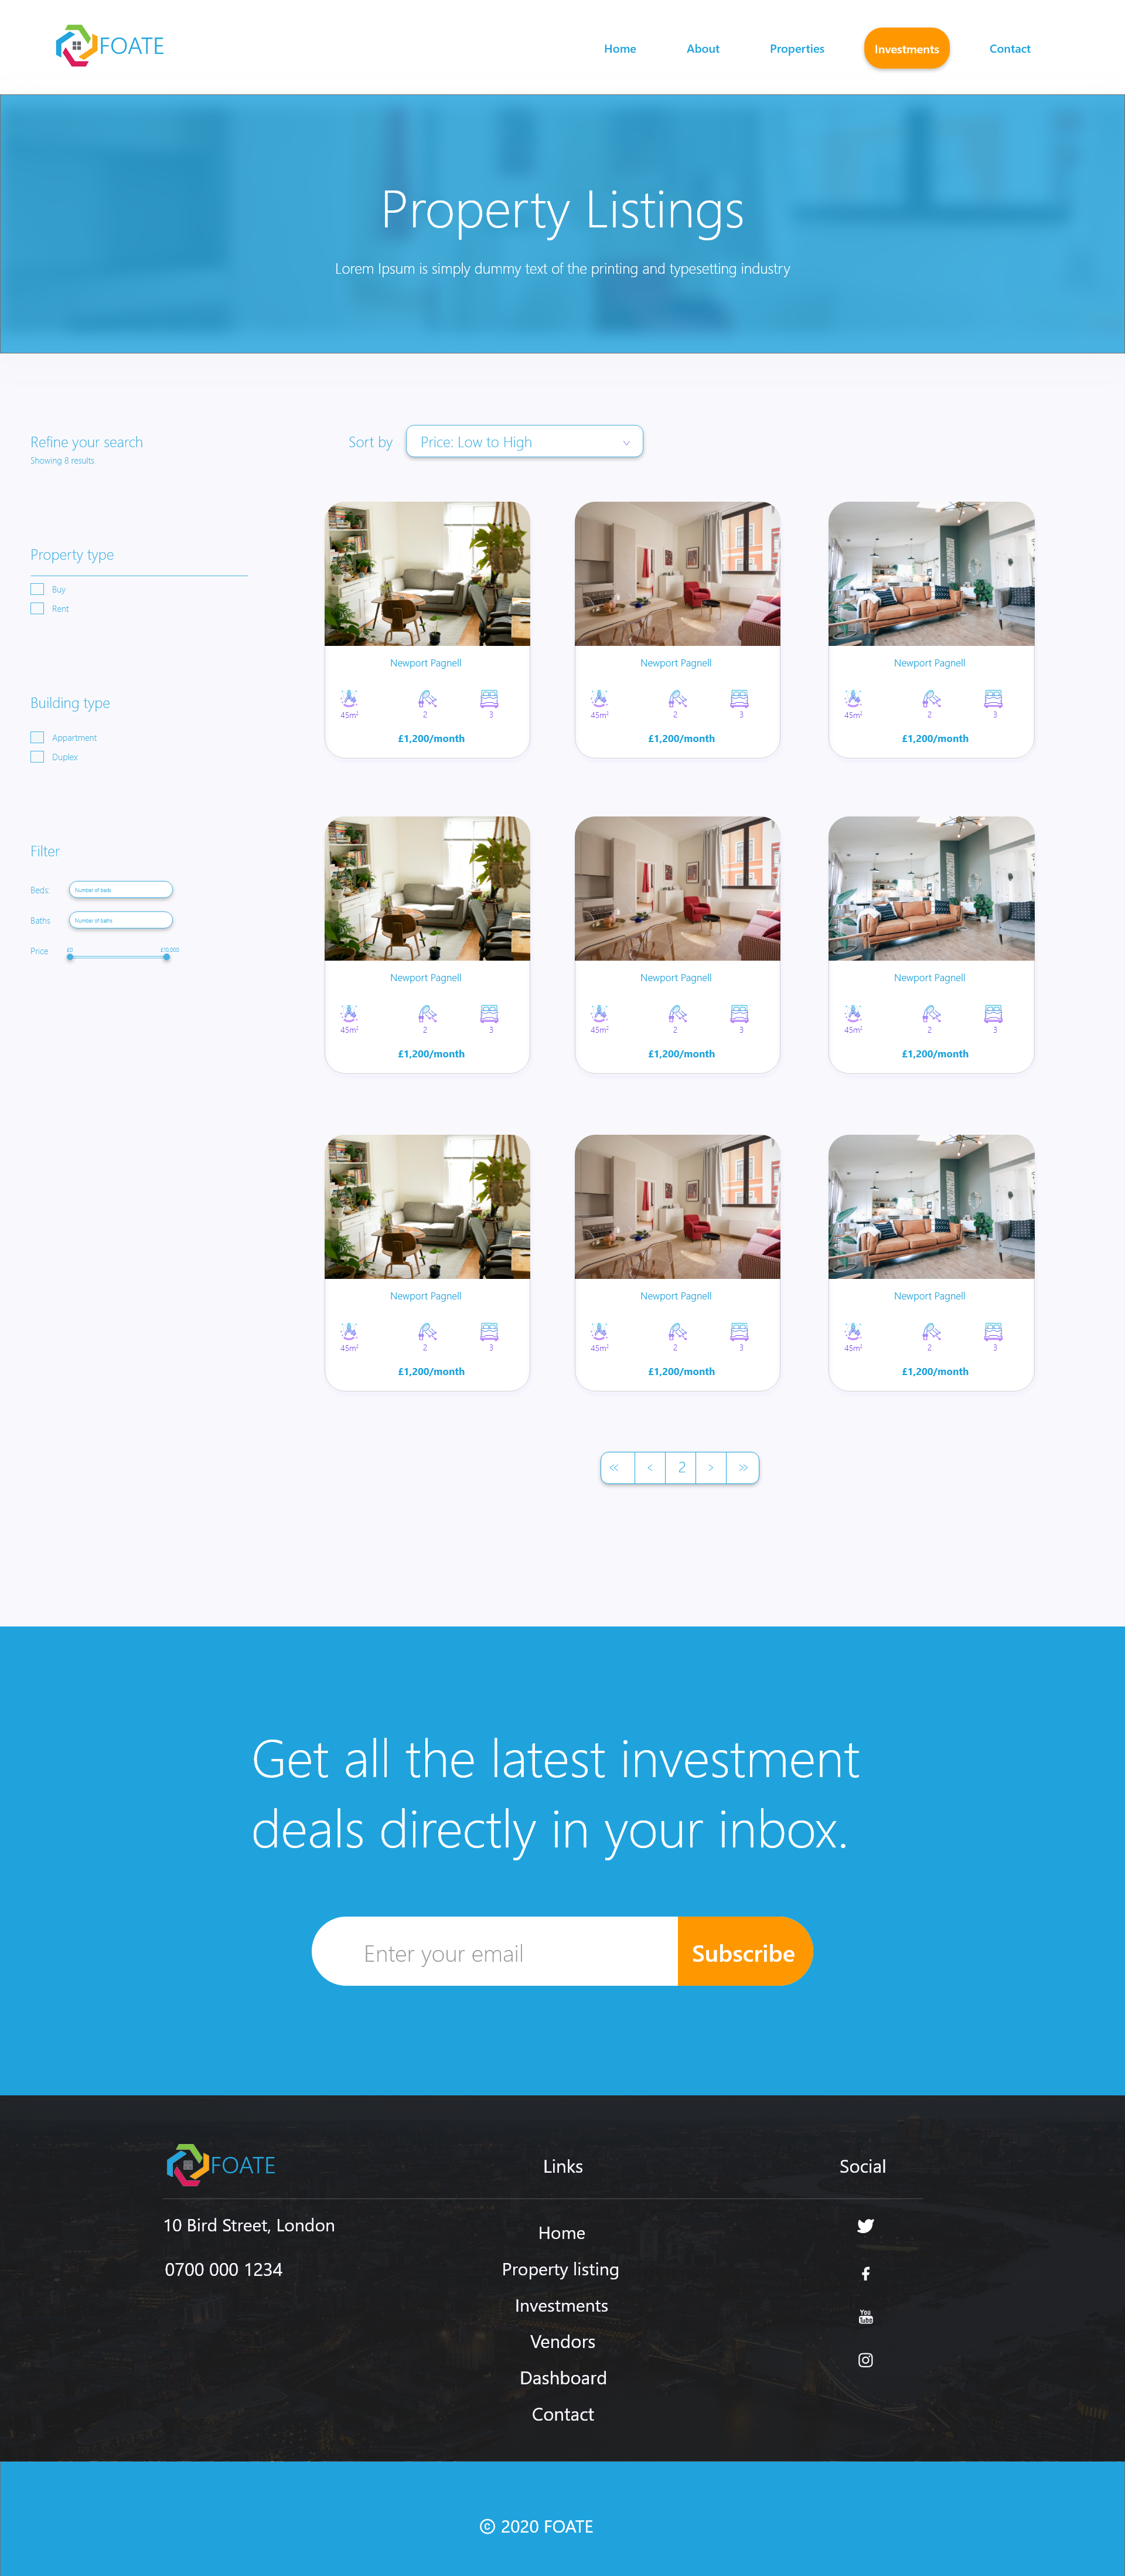 FOATE
Home About Properties Investments Contact
Property Listings
Lorem Ipsum is simply dummy text of the printing and typesetting industry
Refine your search
Showing 8 results
Sort by Price: Low to High
Property type
Buy
Rent
Building type
Appartment
Duplex
Filter
Beds: Number of beds
Baths Number of baths
Price £0 £10,000
Newport Pagnell Newport Pagnell Newport Pagnell
45m² 2 3 45m² 2 3 45m² 2 3
£1,200/month £1,200/month £1,200/month
Newport Pagnell Newport Pagnell Newport Pagnell
45m² 2 3 45m² 2 3 45m² 2 3
£1,200/month £1,200/month £1,200/month
Newport Pagnell Newport Pagnell Newport Pagnell
45m² 2 3 45m² 2 3 45m² 2 3
£1,200/month £1,200/month £1,200/month
<< < 2 > >>
Get all the latest investment
deals directly in your inbox.
Enter your email Subscribe
FOATE Links Social
10 Bird Street, London
0700 000 1234
Home
Property listing
Investments
Vendors
Dashboard
Contact
You
Tube
© 2020 FOATE